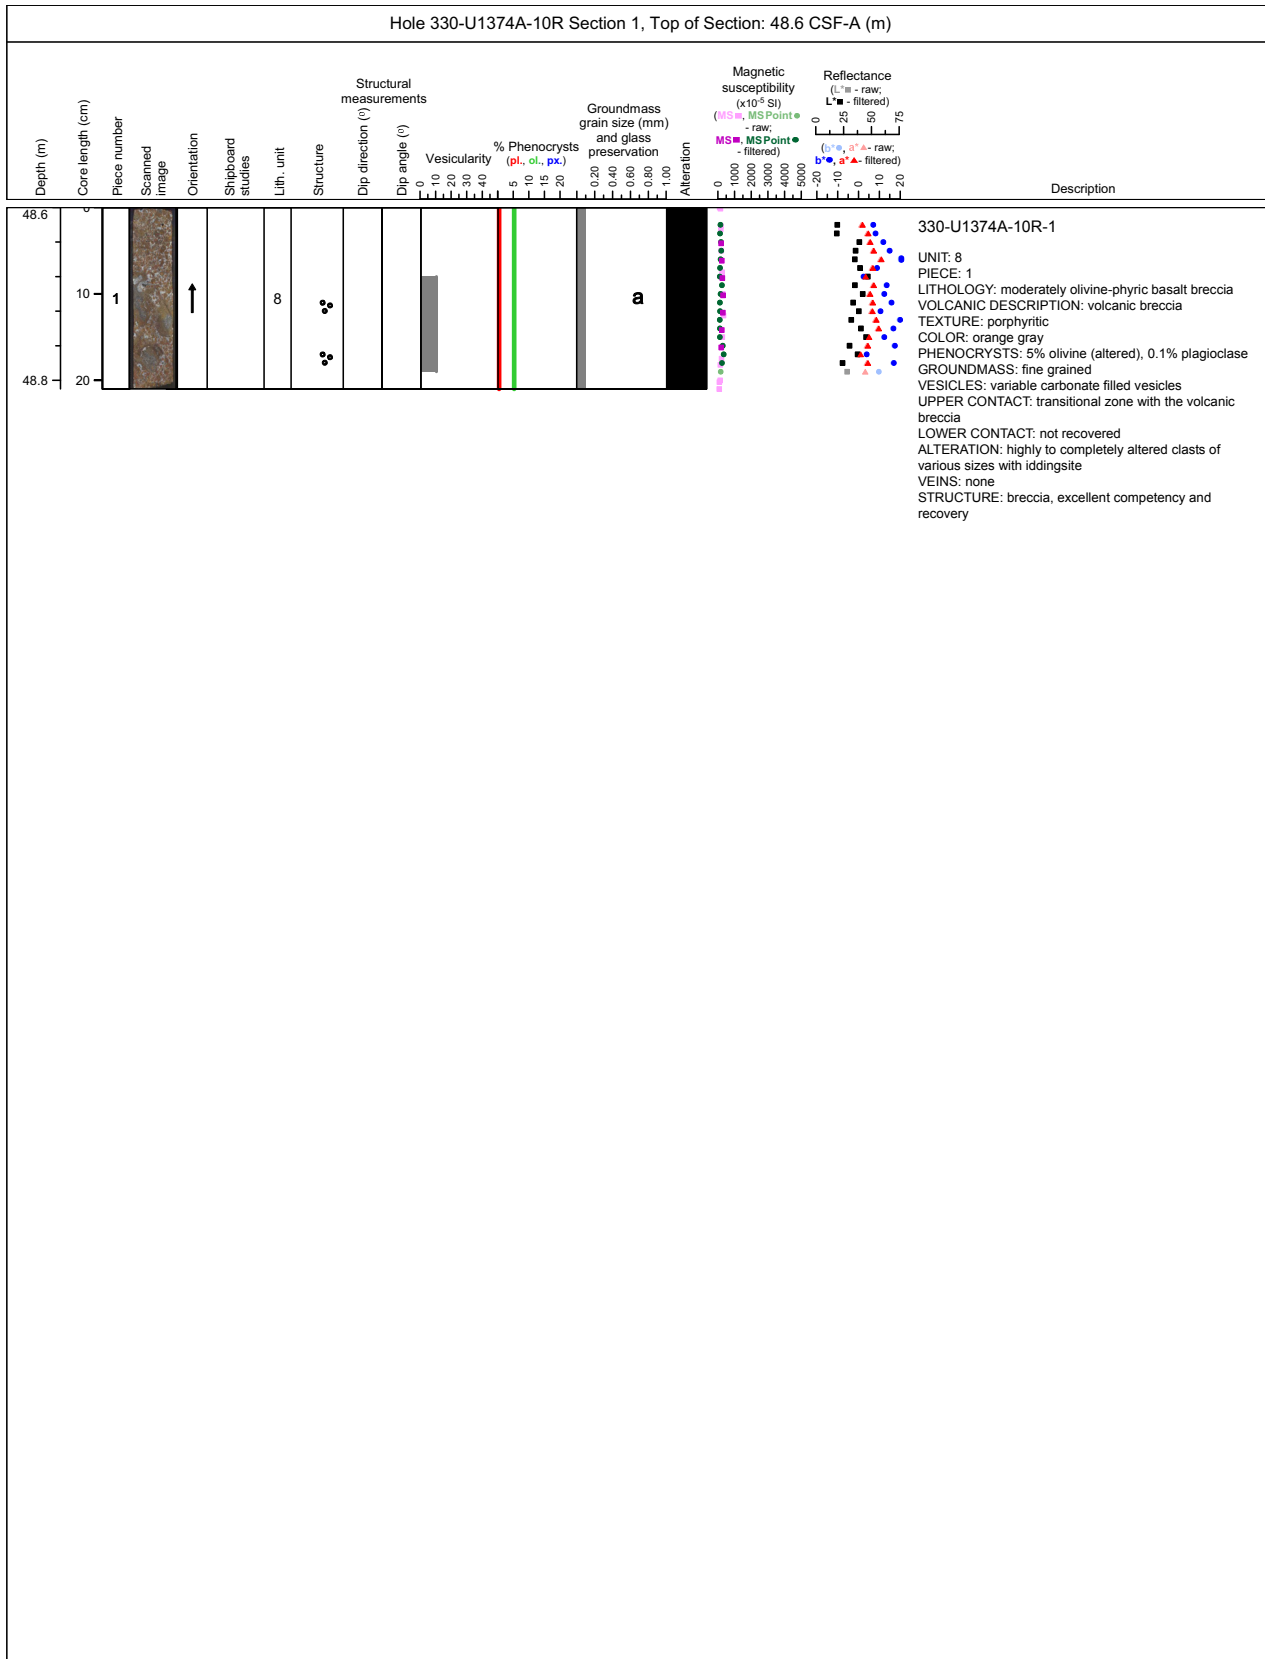 Hole 330-U1374A-10R Section 1, Top of Section: 48.6 CSF-A (m)
Depth (m)
Core length (cm)
Piece number
Scanned
image
Orientation
Shipboard
studies
Lith. unit
Structure
Structural
measurements
Dip direction (º)
Dip angle (º)
Vesicularity
0 10 20 30 40
% Phenocrysts
(pl., ol., px.)
5 10 15 20
Groundmass
grain size (mm)
and glass
preservation
0.20 0.40 0.60 0.80 1.00
Alteration
Magnetic
susceptibility
(x10⁻⁵ SI)
(MS■, MSPoint●
- raw;
MS■, MSPoint●
- filtered)
0 1000 2000 3000 4000 5000
Reflectance
(L*■ - raw;
L*■ - filtered)
0 25 50 75
(b*●, a*▲- raw;
b*●, a*▲- filtered)
-20 -10 0 10 20
Description
48.6
48.8
0
10
20
1
8
a
330-U1374A-10R-1
UNIT: 8
PIECE: 1
LITHOLOGY: moderately olivine-phyric basalt breccia
VOLCANIC DESCRIPTION: volcanic breccia
TEXTURE: porphyritic
COLOR: orange gray
PHENOCRYSTS: 5% olivine (altered), 0.1% plagioclase
GROUNDMASS: fine grained
VESICLES: variable carbonate filled vesicles
UPPER CONTACT: transitional zone with the volcanic
breccia
LOWER CONTACT: not recovered
ALTERATION: highly to completely altered clasts of
various sizes with iddingsite
VEINS: none
STRUCTURE: breccia, excellent competency and
recovery